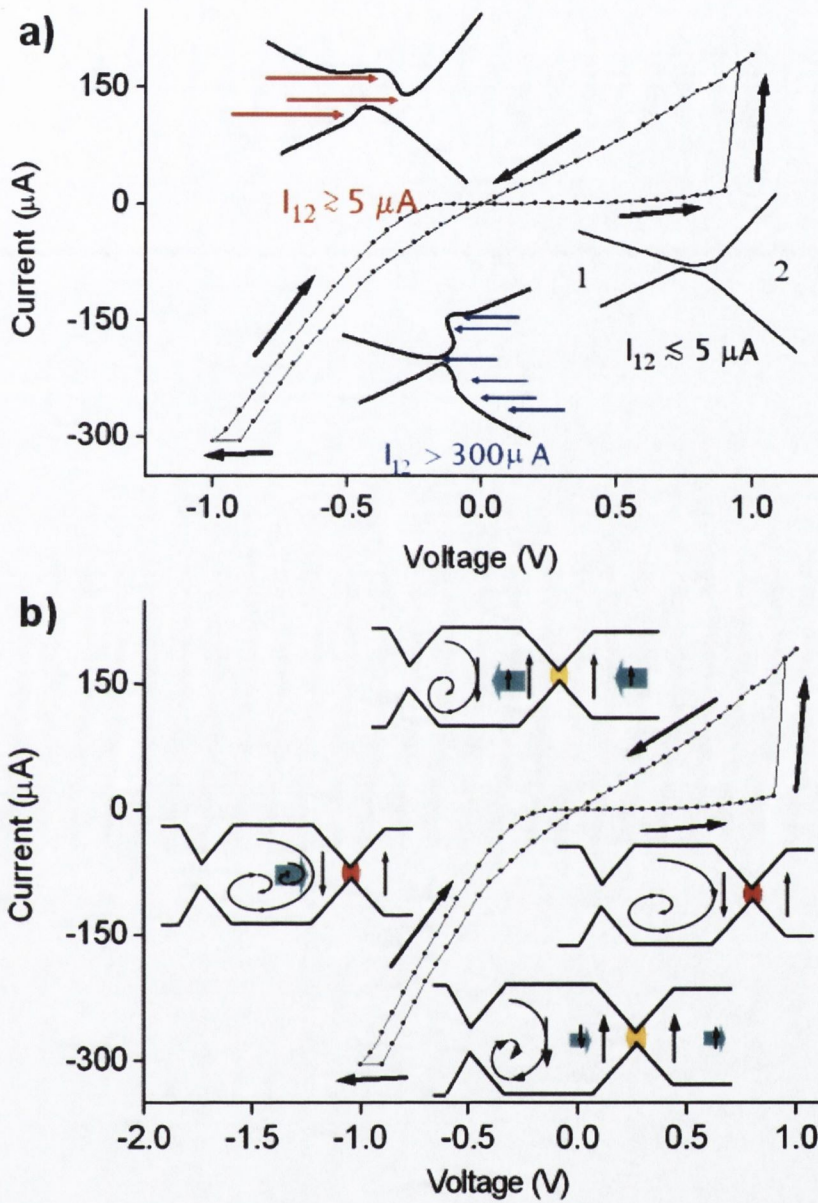 a)
150
0
-150
-300
Current (μA)
I₁₂ ≳ 5 μA
1
2
I₁₂ ≲ 5 μA
I₁₂ > 300μ A
-1.0 -0.5 0.0 0.5 1.0
Voltage (V)
b)
150
0
-150
-300
Current (μA)
-2.0 -1.5 -1.0 -0.5 0.0 0.5 1.0
Voltage (V)